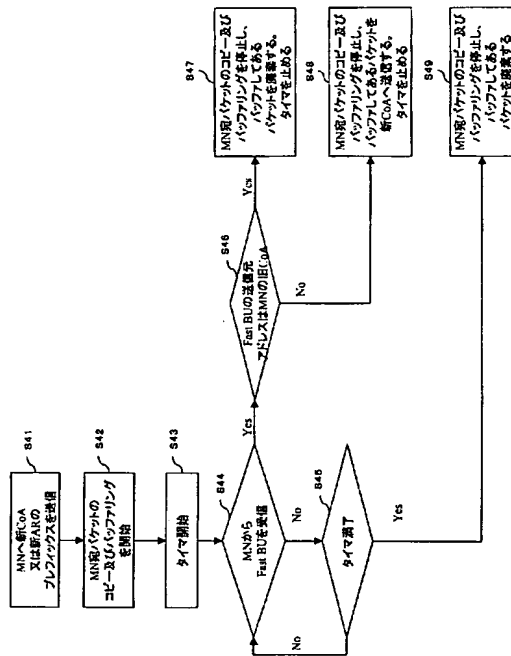 S41
MNへ新CoA
又は新ARの
プレフィックスを送信
S42
MN宛パケットの
コピー及びバッファリング
を開始
S43
タイマ開始
S44
MNから
Fast BUを受信
Yes
No
S45
タイマ満了
No
Yes
S46
Fast BUの送信元
アドレスはMNの旧CoA
Yes
No
S47
MN宛パケットのコピー及び
バッファリングを停止し、
バッファしてある
パケットを廃棄する。
タイマを止める
S48
MN宛パケットのコピー及び
バッファリングを停止し、
バッファしてあるパケットを
新CoAへ送信する。
タイマを止める
S49
MN宛パケットのコピー及び
バッファリングを停止し、
バッファしてある
パケットを廃棄する